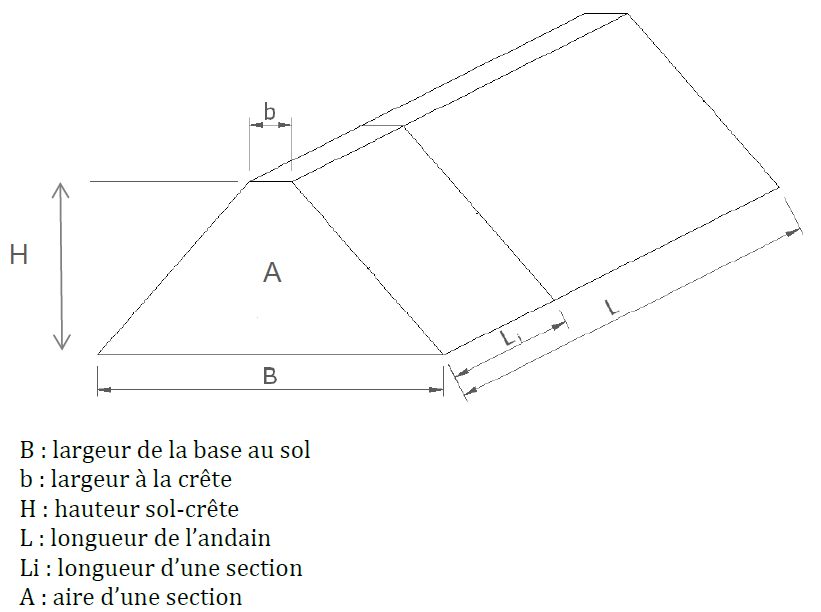 b
H
A
B
Li
L
B : largeur de la base au sol
b : largeur à la crête
H : hauteur sol-crête
L : longueur de l’andain
Li : longueur d’une section
A : aire d’une section